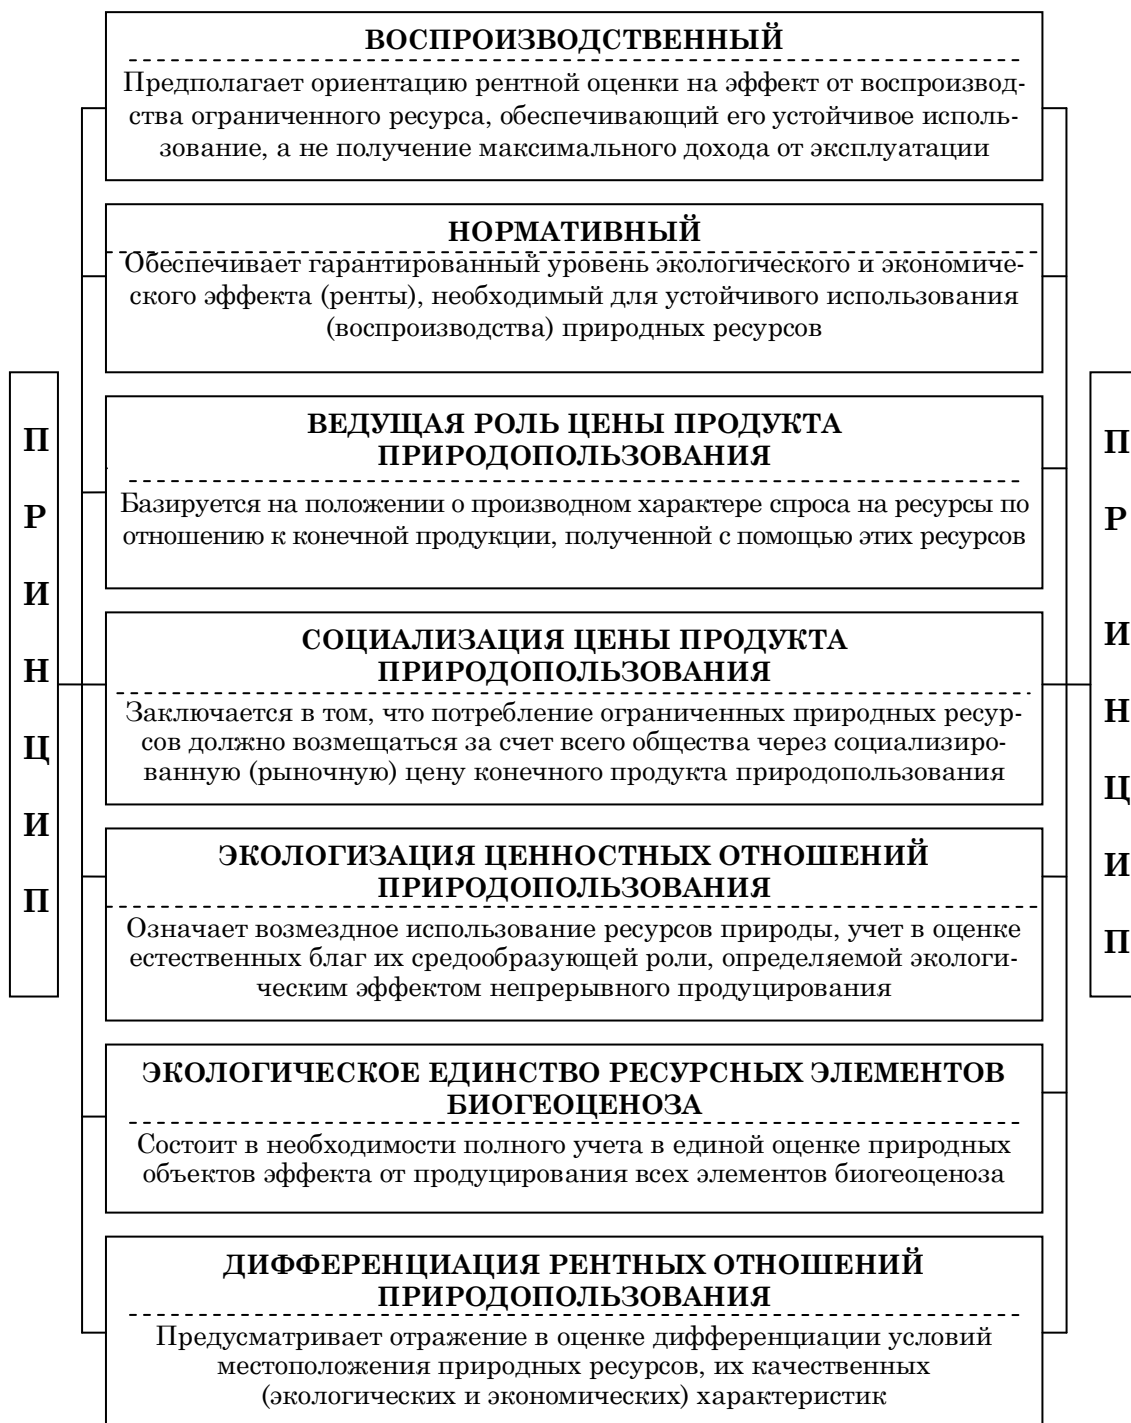 ВОСПРОИЗВОДСТВЕННЫЙ
Предполагает ориентацию рентной оценки на эффект от воспроизвод-
ства ограниченного ресурса, обеспечивающий его устойчивое исполь-
зование, а не получение максимального дохода от эксплуатации
НОРМАТИВНЫЙ
Обеспечивает гарантированный уровень экологического и экономиче-
ского эффекта (ренты), необходимый для устойчивого использования
(воспроизводства) природных ресурсов
ВЕДУЩАЯ РОЛЬ ЦЕНЫ ПРОДУКТА
ПРИРОДОПОЛЬЗОВАНИЯ
Базируется на положении о производном характере спроса на ресурсы по
отношению к конечной продукции, полученной с помощью этих ресурсов
СОЦИАЛИЗАЦИЯ ЦЕНЫ ПРОДУКТА
ПРИРОДОПОЛЬЗОВАНИЯ
Заключается в том, что потребление ограниченных природных ресур-
сов должно возмещаться за счет всего общества через социализиро-
ванную (рыночную) цену конечного продукта природопользования
ЭКОЛОГИЗАЦИЯ ЦЕННОСТНЫХ ОТНОШЕНИЙ
ПРИРОДОПОЛЬЗОВАНИЯ
Означает возмездное использование ресурсов природы, учет в оценке
естественных благ их средообразующей роли, определяемой экологи-
ческим эффектом непрерывного продуцирования
ЭКОЛОГИЧЕСКОЕ ЕДИНСТВО РЕСУРСНЫХ ЭЛЕМЕНТОВ
БИОГЕОЦЕНОЗА
Состоит в необходимости полного учета в единой оценке природных
объектов эффекта от продуцирования всех элементов биогеоценоза
ДИФФЕРЕНЦИАЦИЯ РЕНТНЫХ ОТНОШЕНИЙ
ПРИРОДОПОЛЬЗОВАНИЯ
Предусматривает отражение в оценке дифференциации условий
местоположения природных ресурсов, их качественных
(экологических и экономических) характеристик
П
Р
И
Н
Ц
И
П
П
Р
И
Н
Ц
И
П